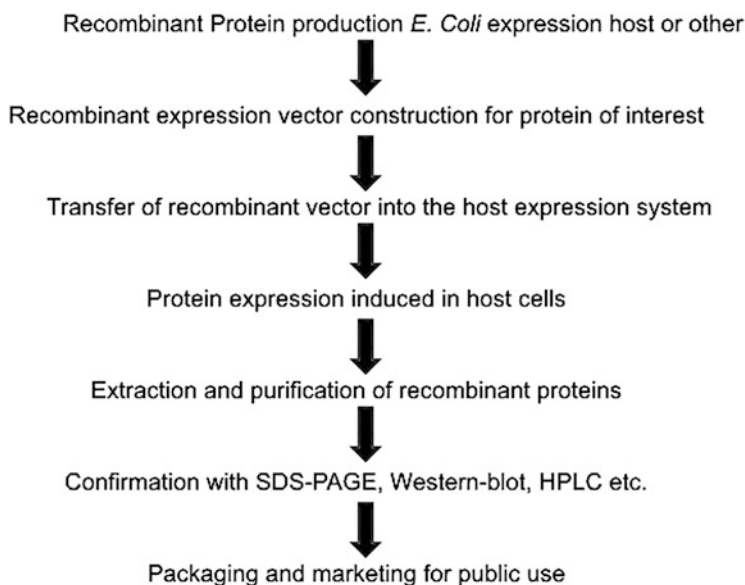 Recombinant Protein production E. Coli expression host or other
Recombinant expression vector construction for protein of interest
Transfer of recombinant vector into the host expression system
Protein expression induced in host cells
Extraction and purification of recombinant proteins
Confirmation with SDS-PAGE, Western-blot, HPLC etc.
Packaging and marketing for public use